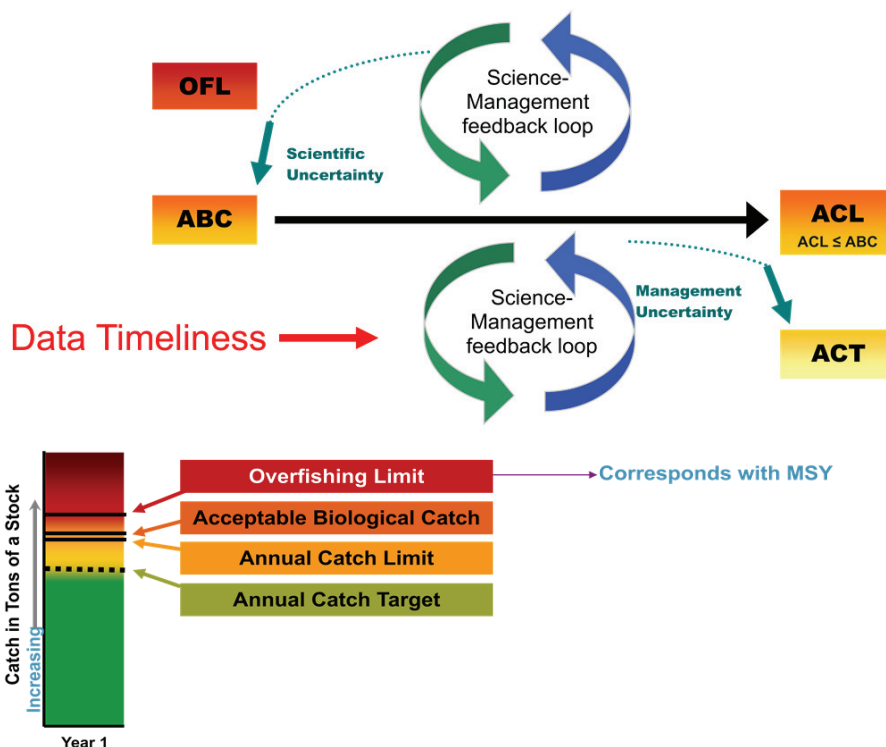 OFL
Science-
Management
feedback loop
Scientific
Uncertainty
ABC
ACL
ACL ≤ ABC
Science-
Management
feedback loop
Management
Uncertainty
Data Timeliness
ACT
Catch in Tons of a Stock
Increasing
Overfishing Limit
Corresponds with MSY
Acceptable Biological Catch
Annual Catch Limit
Annual Catch Target
Year 1